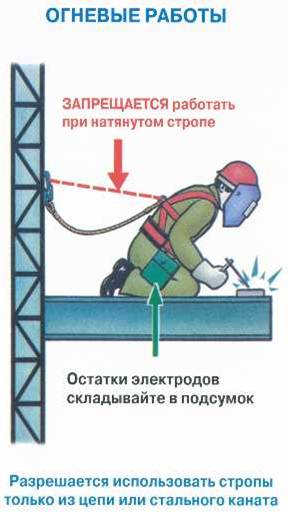 ОГНЕВЫЕ РАБОТЫ
ЗАПРЕЩАЕТСЯ работать
при натянутом стропе
Остатки электродов
складывайте в подсумок
Разрешается использовать стропы
только из цепи или стального каната